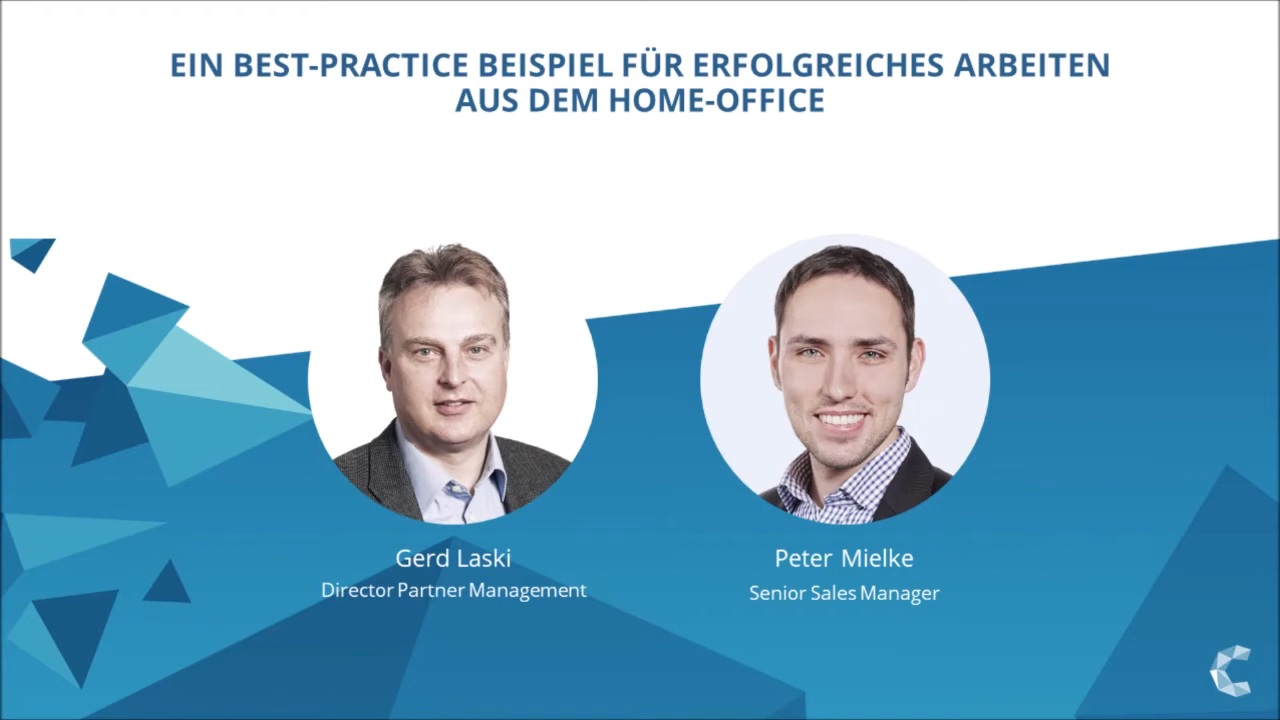 EIN BEST-PRACTICE BEISPIEL FÜR ERFOLGREICHES ARBEITEN
AUS DEM HOME-OFFICE
Gerd Laski
Director Partner Management
Peter Mielke
Senior Sales Manager